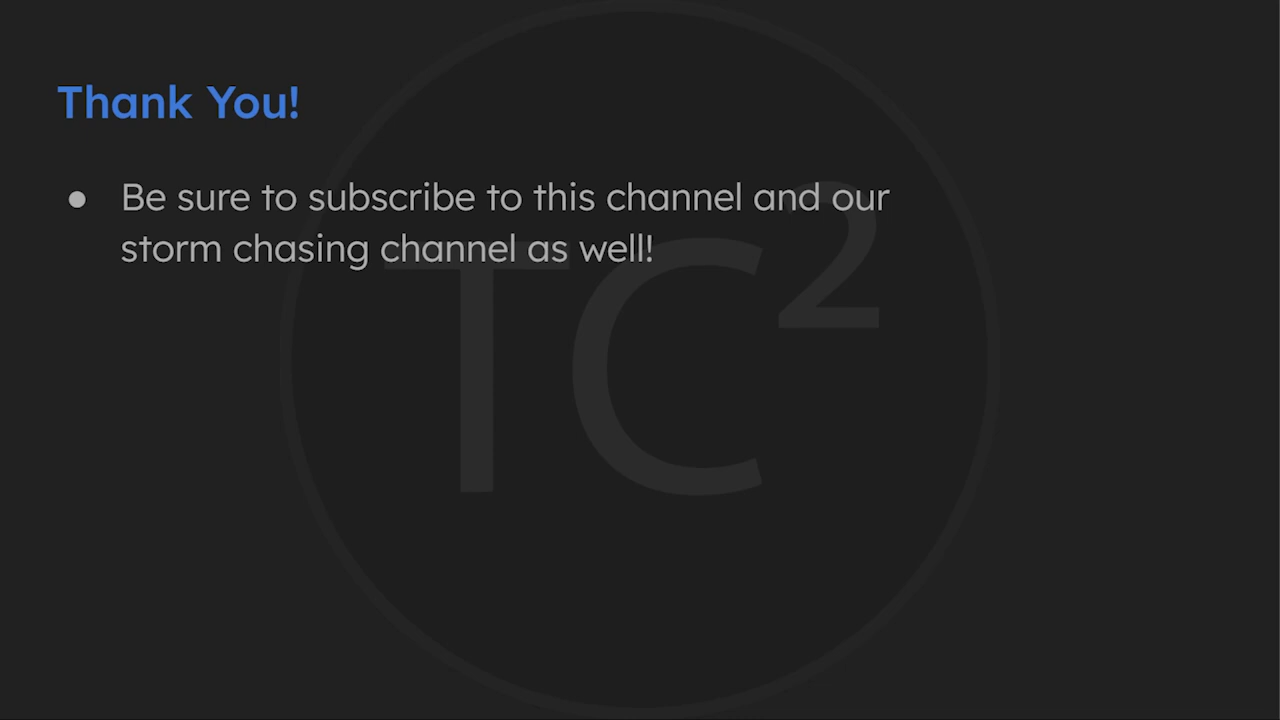 Thank You!
● Be sure to subscribe to this channel and our
storm chasing channel as well!
TC²